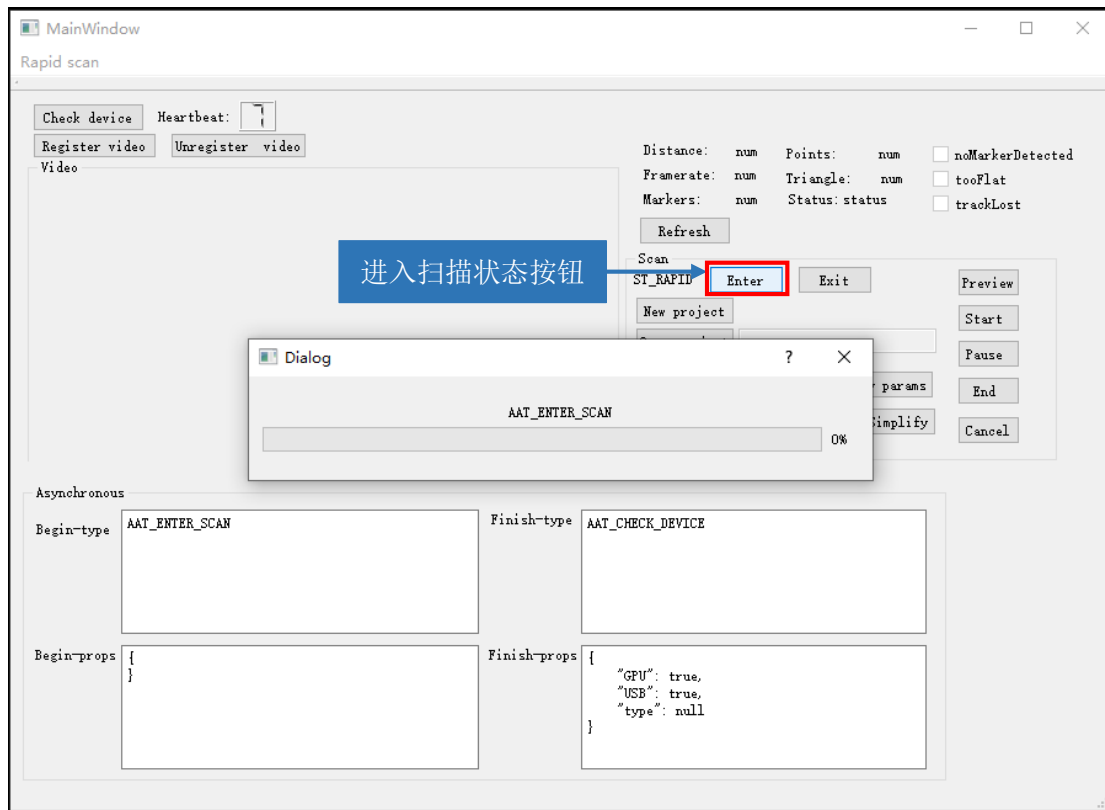 MainWindow
Rapid scan
Check device Heartbeat: 7
Register video Unregister video
Video
Distance: num Points: num noMarkerDetected
Framerate: num Triangle: num tooFlat
Markers: num Status: status trackLost
Refresh
进入扫描状态按钮
Scan
ST_RAPID Enter Exit Preview
New project Start
Pause
params End
Simplify Cancel
Dialog ?
AAT_ENTER_SCAN
0%
Asynchronous
Begin-type AAT_ENTER_SCAN Finish-type AAT_CHECK_DEVICE
Begin-props {
}
Finish-props {
"GPU": true,
"USB": true,
"type": null
}